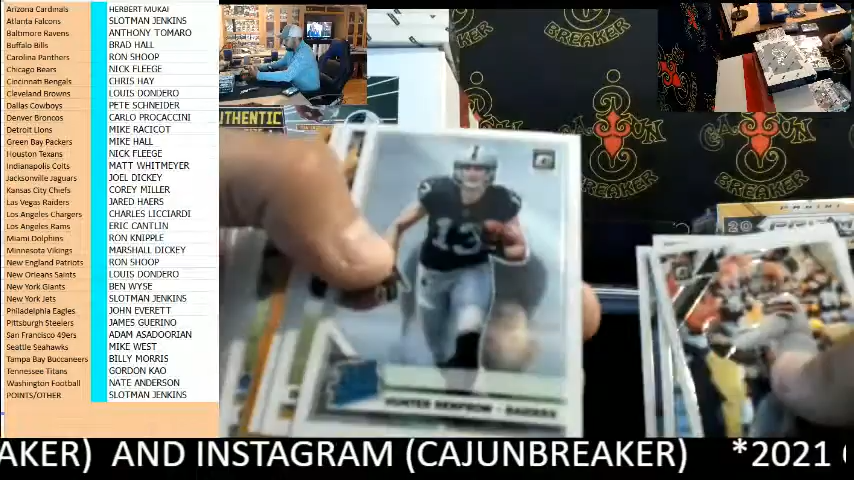 Arizona Cardinals HERBERT MUKAI
Atlanta Falcons SLOTMAN JENKINS
Baltimore Ravens ANTHONY TOMARO
Buffalo Bills BRAD HALL
Carolina Panthers RON SHOOP
Chicago Bears NICK FLEEGE
Cincinnati Bengals CHRIS HAY
Cleveland Browns LOUIS DONDERO
Dallas Cowboys PETE SCHNEIDER
Denver Broncos CARLO PROCACCINI
Detroit Lions MIKE RACICOT
Green Bay Packers MIKE HALL
Houston Texans NICK FLEEGE
Indianapolis Colts MATT WHITMEYER
Jacksonville Jaguars JOEL DICKEY
Kansas City Chiefs COREY MILLER
Las Vegas Raiders JARED HAERS
Los Angeles Chargers CHARLES LICCIARDI
Los Angeles Rams ERIC CANTLIN
Miami Dolphins RON KNIPPLE
Minnesota Vikings MARSHALL DICKEY
New England Patriots RON SHOOP
New Orleans Saints LOUIS DONDERO
New York Giants BEN WYSE
New York Jets SLOTMAN JENKINS
Philadelphia Eagles JOHN EVERETT
Pittsburgh Steelers JAMES GUERINO
San Francisco 49ers ADAM ASADOORIAN
Seattle Seahawks MIKE WEST
Tampa Bay Buccaneers BILLY MORRIS
Tennessee Titans GORDON KAO
Washington Football NATE ANDERSON
POINTS/OTHER SLOTMAN JENKINS
THENTIC
BREAKER
CAJUN
BREAKER
BREAKER
PANINI
20
13
HUNTER RENFROW - RAIDERS
AKER) AND INSTAGRAM (CAJUNBREAKER) *2021